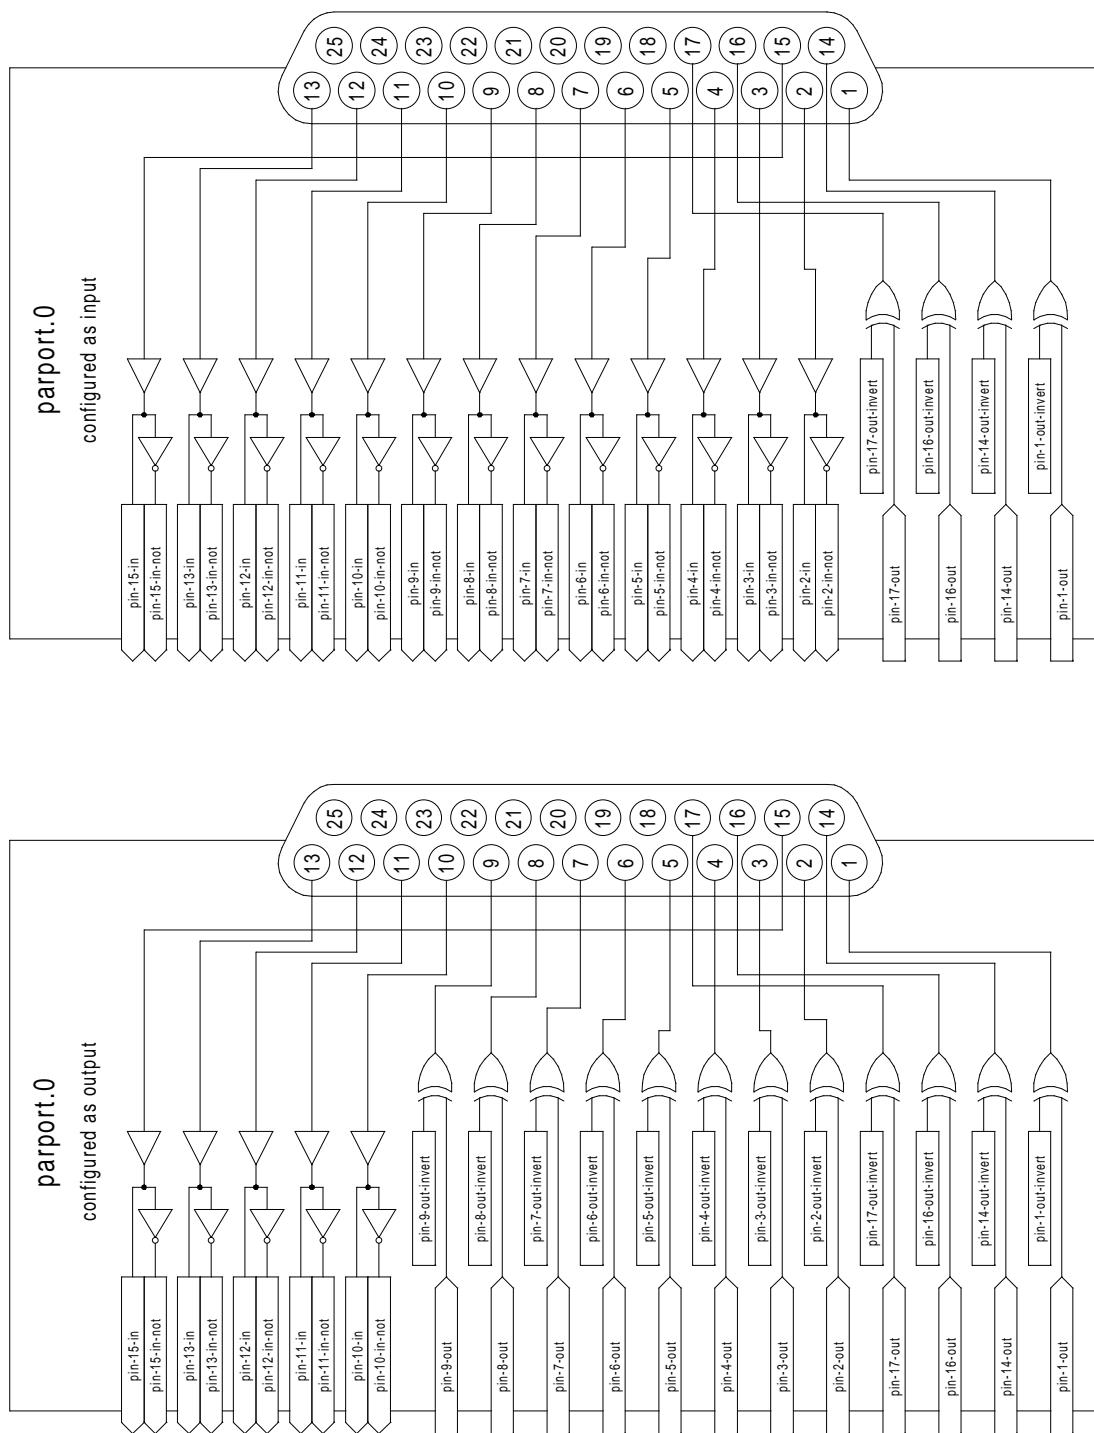 25
24
23
22
21
20
19
18
17
16
15
14
13
12
11
10
9
8
7
6
5
4
3
2
1
parport.0
configured as input
pin-15-in
pin-15-in-not
pin-13-in
pin-13-in-not
pin-12-in
pin-12-in-not
pin-11-in
pin-11-in-not
pin-10-in
pin-10-in-not
pin-9-in
pin-9-in-not
pin-8-in
pin-8-in-not
pin-7-in
pin-7-in-not
pin-6-in
pin-6-in-not
pin-5-in
pin-5-in-not
pin-4-in
pin-4-in-not
pin-3-in
pin-3-in-not
pin-2-in
pin-2-in-not
pin-17-out-invert
pin-17-out
pin-16-out-invert
pin-16-out
pin-14-out-invert
pin-14-out
pin-1-out-invert
pin-1-out
25
24
23
22
21
20
19
18
17
16
15
14
13
12
11
10
9
8
7
6
5
4
3
2
1
parport.0
configured as output
pin-15-in
pin-15-in-not
pin-13-in
pin-13-in-not
pin-12-in
pin-12-in-not
pin-11-in
pin-11-in-not
pin-10-in
pin-10-in-not
pin-9-out-invert
pin-9-out
pin-8-out-invert
pin-8-out
pin-7-out-invert
pin-7-out
pin-6-out-invert
pin-6-out
pin-5-out-invert
pin-5-out
pin-4-out-invert
pin-4-out
pin-3-out-invert
pin-3-out
pin-2-out-invert
pin-2-out
pin-17-out-invert
pin-17-out
pin-16-out-invert
pin-16-out
pin-14-out-invert
pin-14-out
pin-1-out-invert
pin-1-out